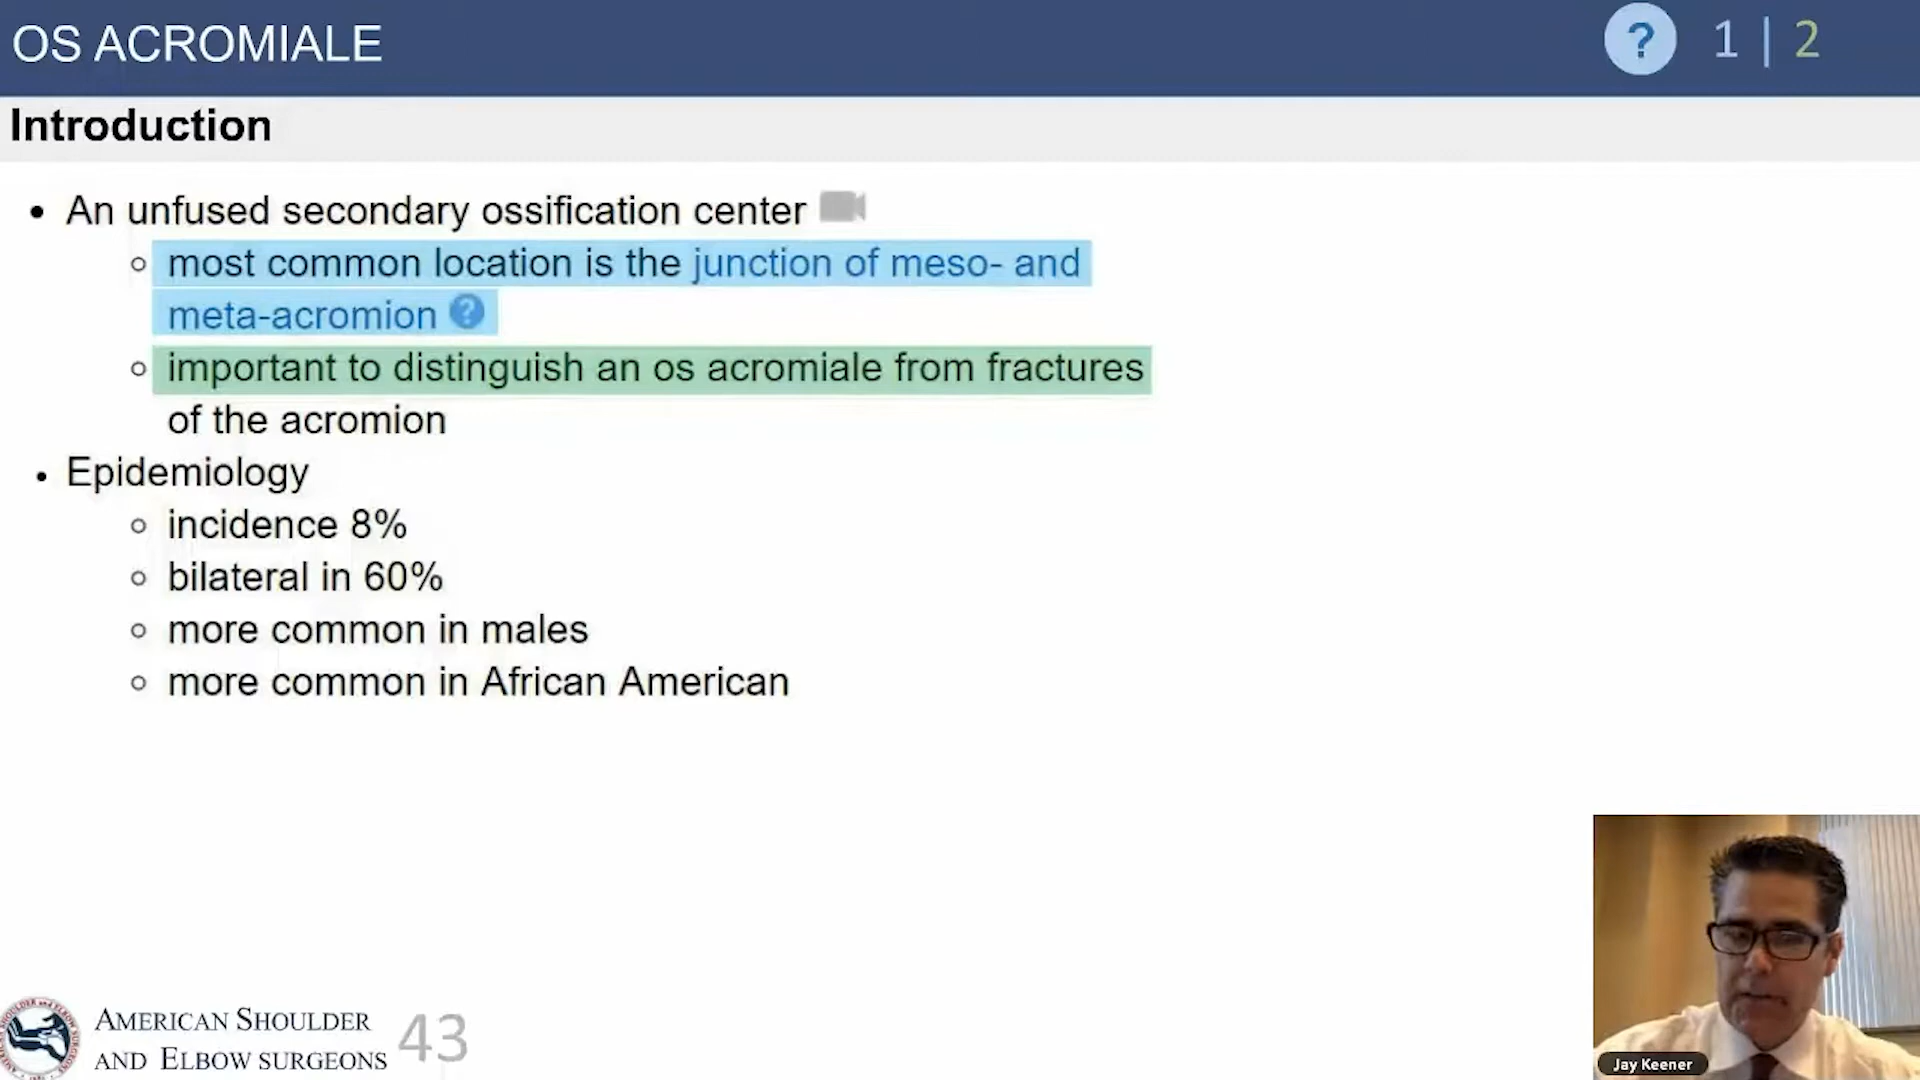 OS ACROMIALE
? 1 | 2
Introduction
• An unfused secondary ossification center
○ most common location is the junction of meso- and
meta-acromion ?
○ important to distinguish an os acromiale from fractures
of the acromion
• Epidemiology
○ incidence 8%
○ bilateral in 60%
○ more common in males
○ more common in African American
AMERICAN SHOULDER
AND ELBOW SURGEONS
43
Jay Keener